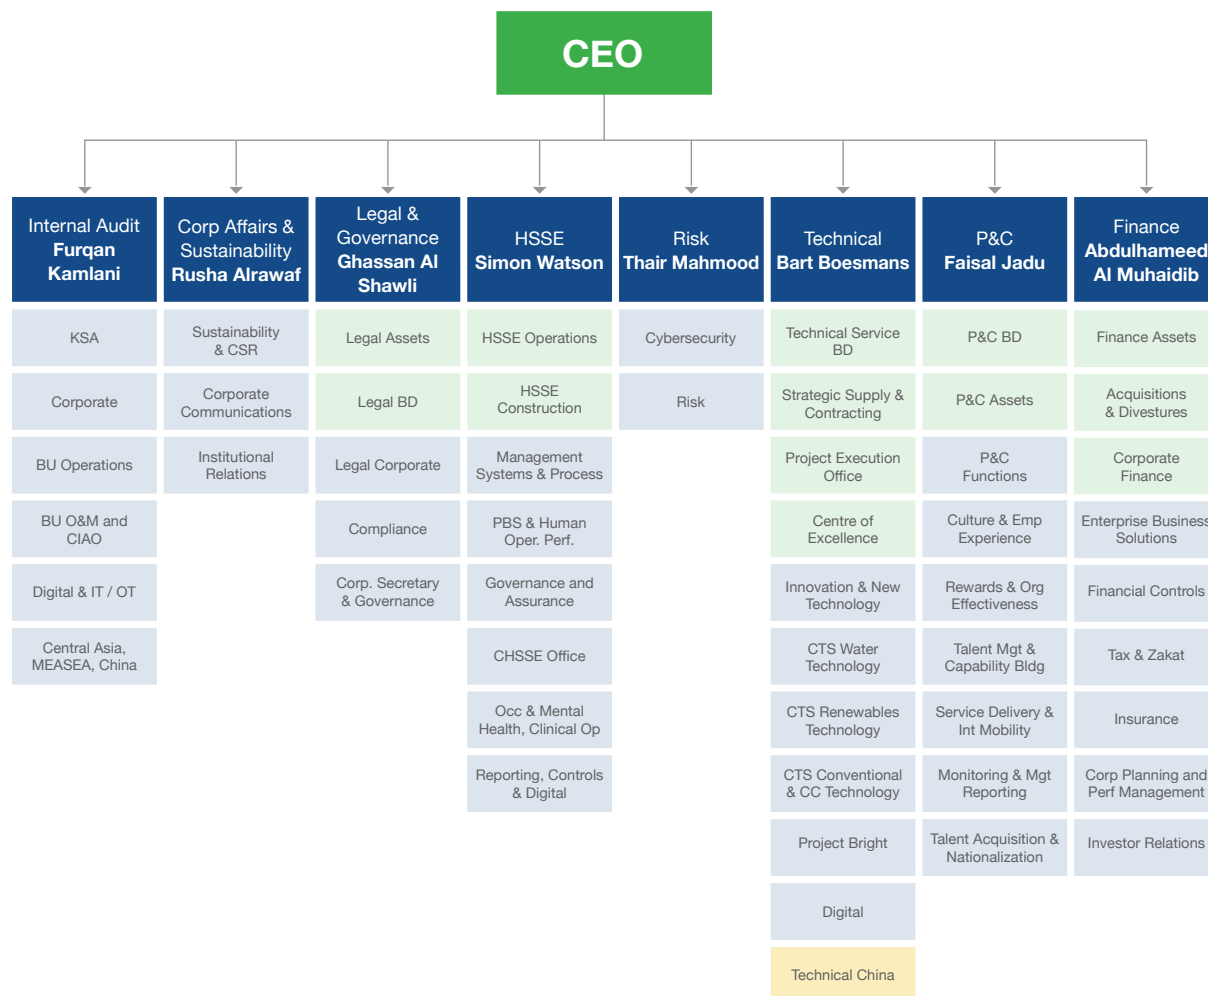 CEO
Internal Audit
Furqan
Kamlani
KSA
Corporate
BU Operations
BU O&M and
CIAO
Digital & IT / OT
Central Asia,
MEASEA, China
Corp Affairs &
Sustainability
Rusha Alrawaf
Sustainability
& CSR
Corporate
Communications
Institutional
Relations
Legal &
Governance
Ghassan Al
Shawli
Legal Assets
Legal BD
Legal Corporate
Compliance
Corp. Secretary
& Governance
HSSE
Simon Watson
HSSE Operations
HSSE
Construction
Management
Systems & Process
PBS & Human
Oper. Perf.
Governance and
Assurance
CHSSE Office
Occ & Mental
Health, Clinical Op
Reporting, Controls
& Digital
Risk
Thair Mahmood
Cybersecurity
Risk
Technical
Bart Boesmans
Technical Service
BD
Strategic Supply &
Contracting
Project Execution
Office
Centre of
Excellence
Innovation & New
Technology
CTS Water
Technology
CTS Renewables
Technology
CTS Conventional
& CC Technology
Project Bright
Digital
Technical China
P&C
Faisal Jadu
P&C BD
P&C Assets
P&C
Functions
Culture & Emp
Experience
Rewards & Org
Effectiveness
Talent Mgt &
Capability Bldg
Service Delivery &
Int Mobility
Monitoring & Mgt
Reporting
Talent Acquisition &
Nationalization
Finance
Abdulhameed
Al Muhaidib
Finance Assets
Acquisitions
& Divestures
Corporate
Finance
Enterprise Business
Solutions
Financial Controls
Tax & Zakat
Insurance
Corp Planning and
Perf Management
Investor Relations